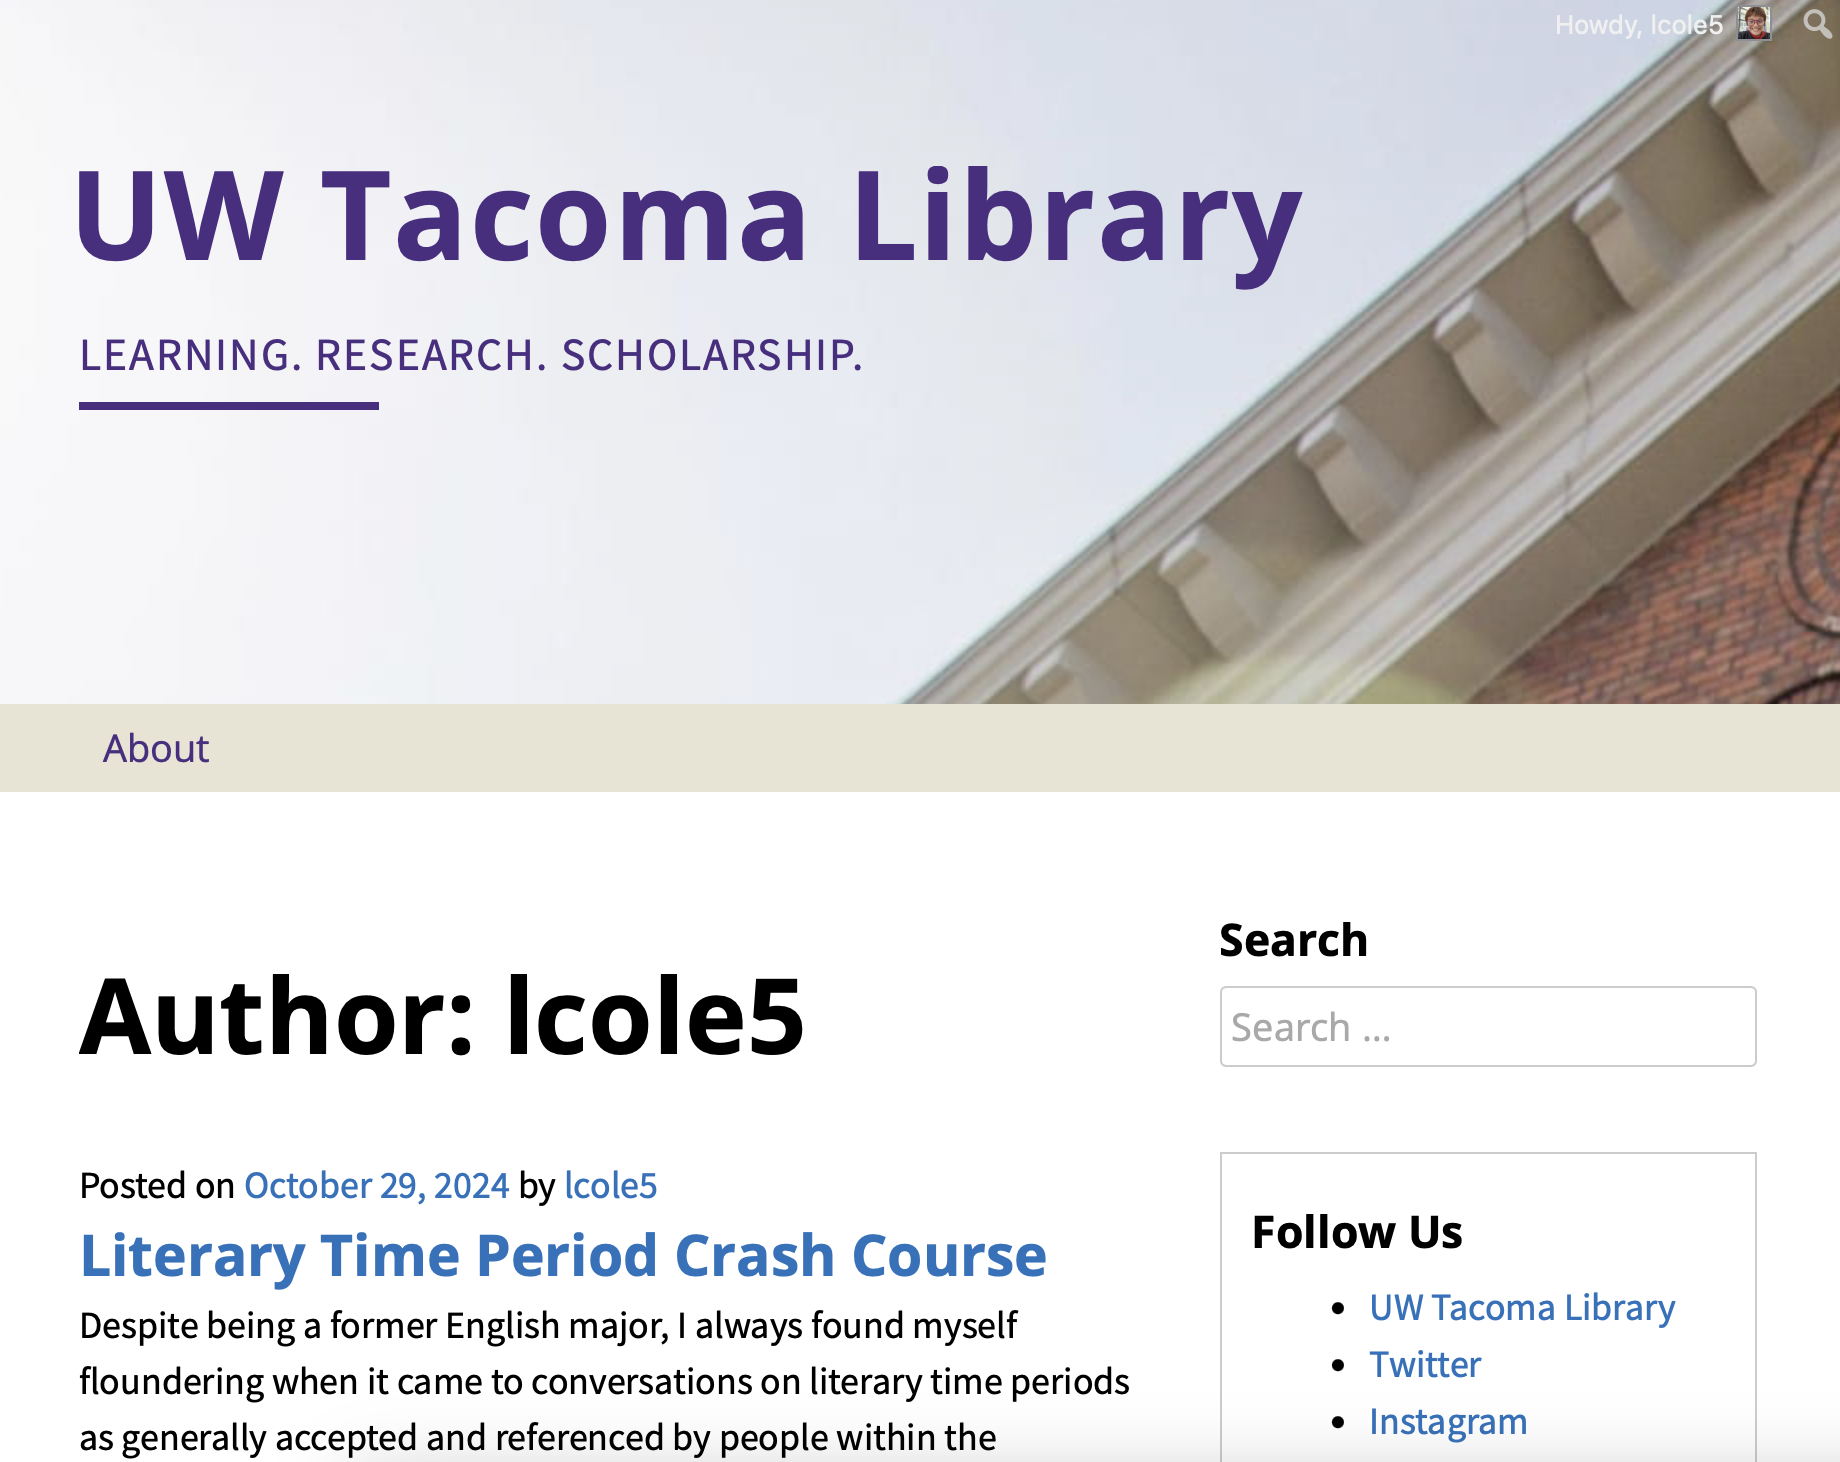 Howdy, lcole5
UW Tacoma Library
LEARNING. RESEARCH. SCHOLARSHIP.
About
Author: lcole5
Posted on October 29, 2024 by lcole5
Literary Time Period Crash Course
Despite being a former English major, I always found myself
floundering when it came to conversations on literary time periods
as generally accepted and referenced by people within the
Search
Search ...
Follow Us
• UW Tacoma Library
• Twitter
• Instagram